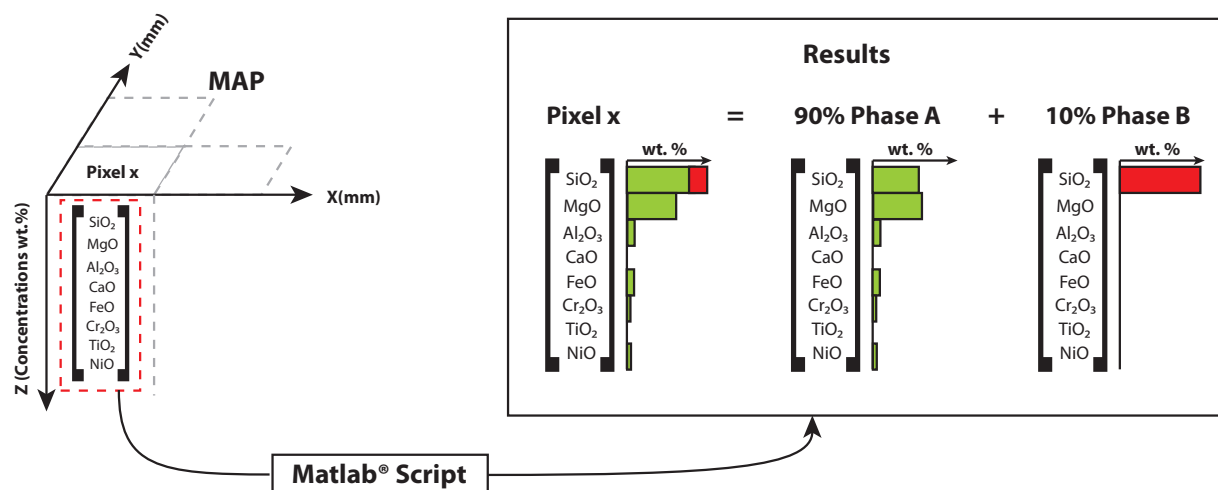 Y(mm)
MAP
Pixel x
X(mm)
Z (Concentrations wt.%)
SiO₂
MgO
Al₂O₃
CaO
FeO
Cr₂O₃
TiO₂
NiO
Matlab® Script
Results
Pixel x = 90% Phase A + 10% Phase B
wt. %
SiO₂
MgO
Al₂O₃
CaO
FeO
Cr₂O₃
TiO₂
NiO
wt. %
SiO₂
MgO
Al₂O₃
CaO
FeO
Cr₂O₃
TiO₂
NiO
wt. %
SiO₂
MgO
Al₂O₃
CaO
FeO
Cr₂O₃
TiO₂
NiO